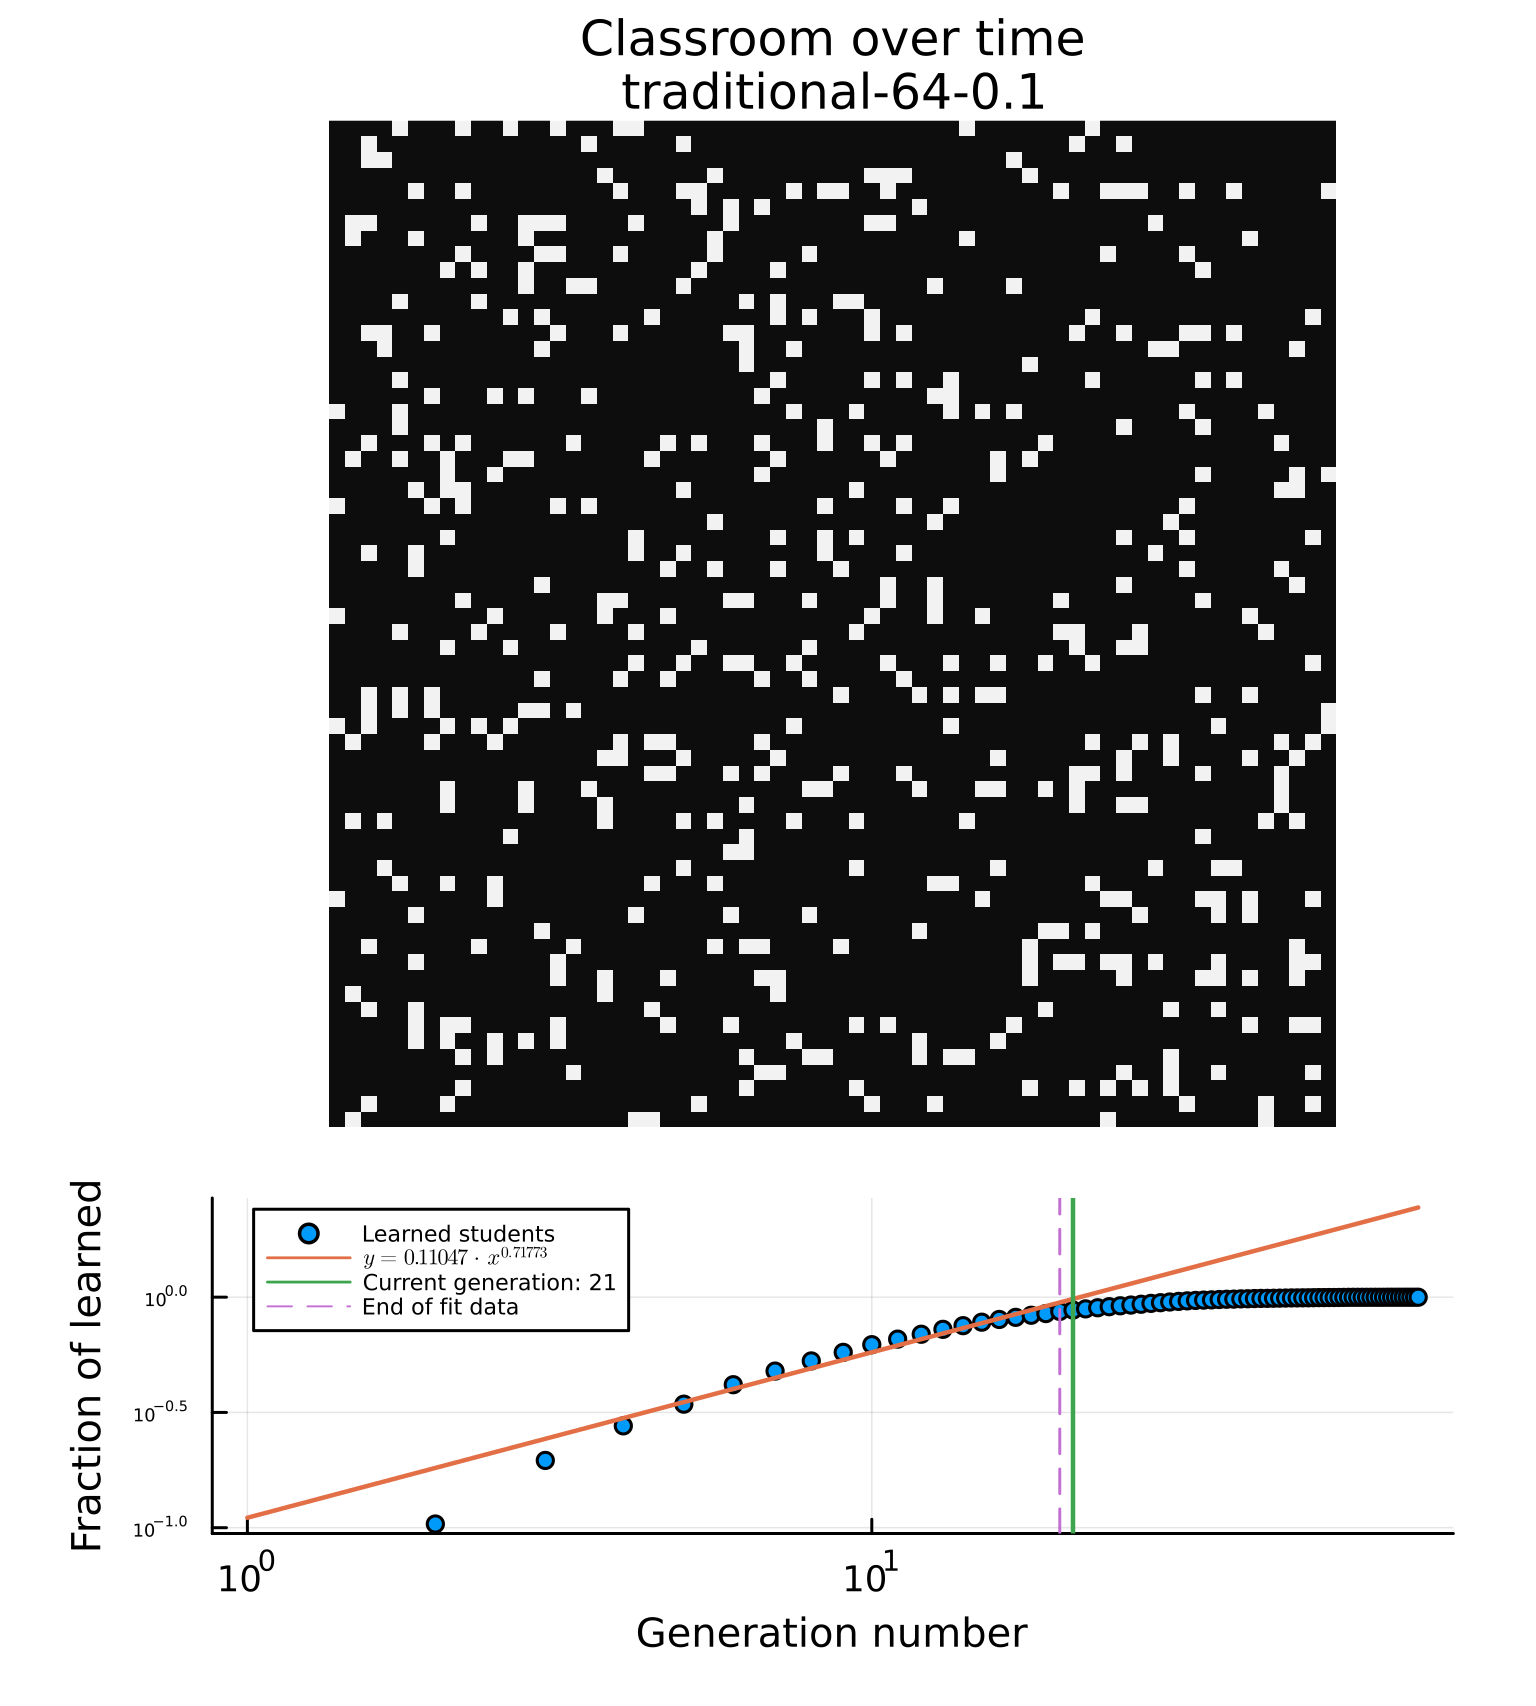 Classroom over time
traditional-64-0.1
Fraction of learned
Learned students
y = 0.11047 · x^0.71773
Current generation: 21
End of fit data
10^0.0
10^−0.5
10^−1.0
10^0
10^1
Generation number